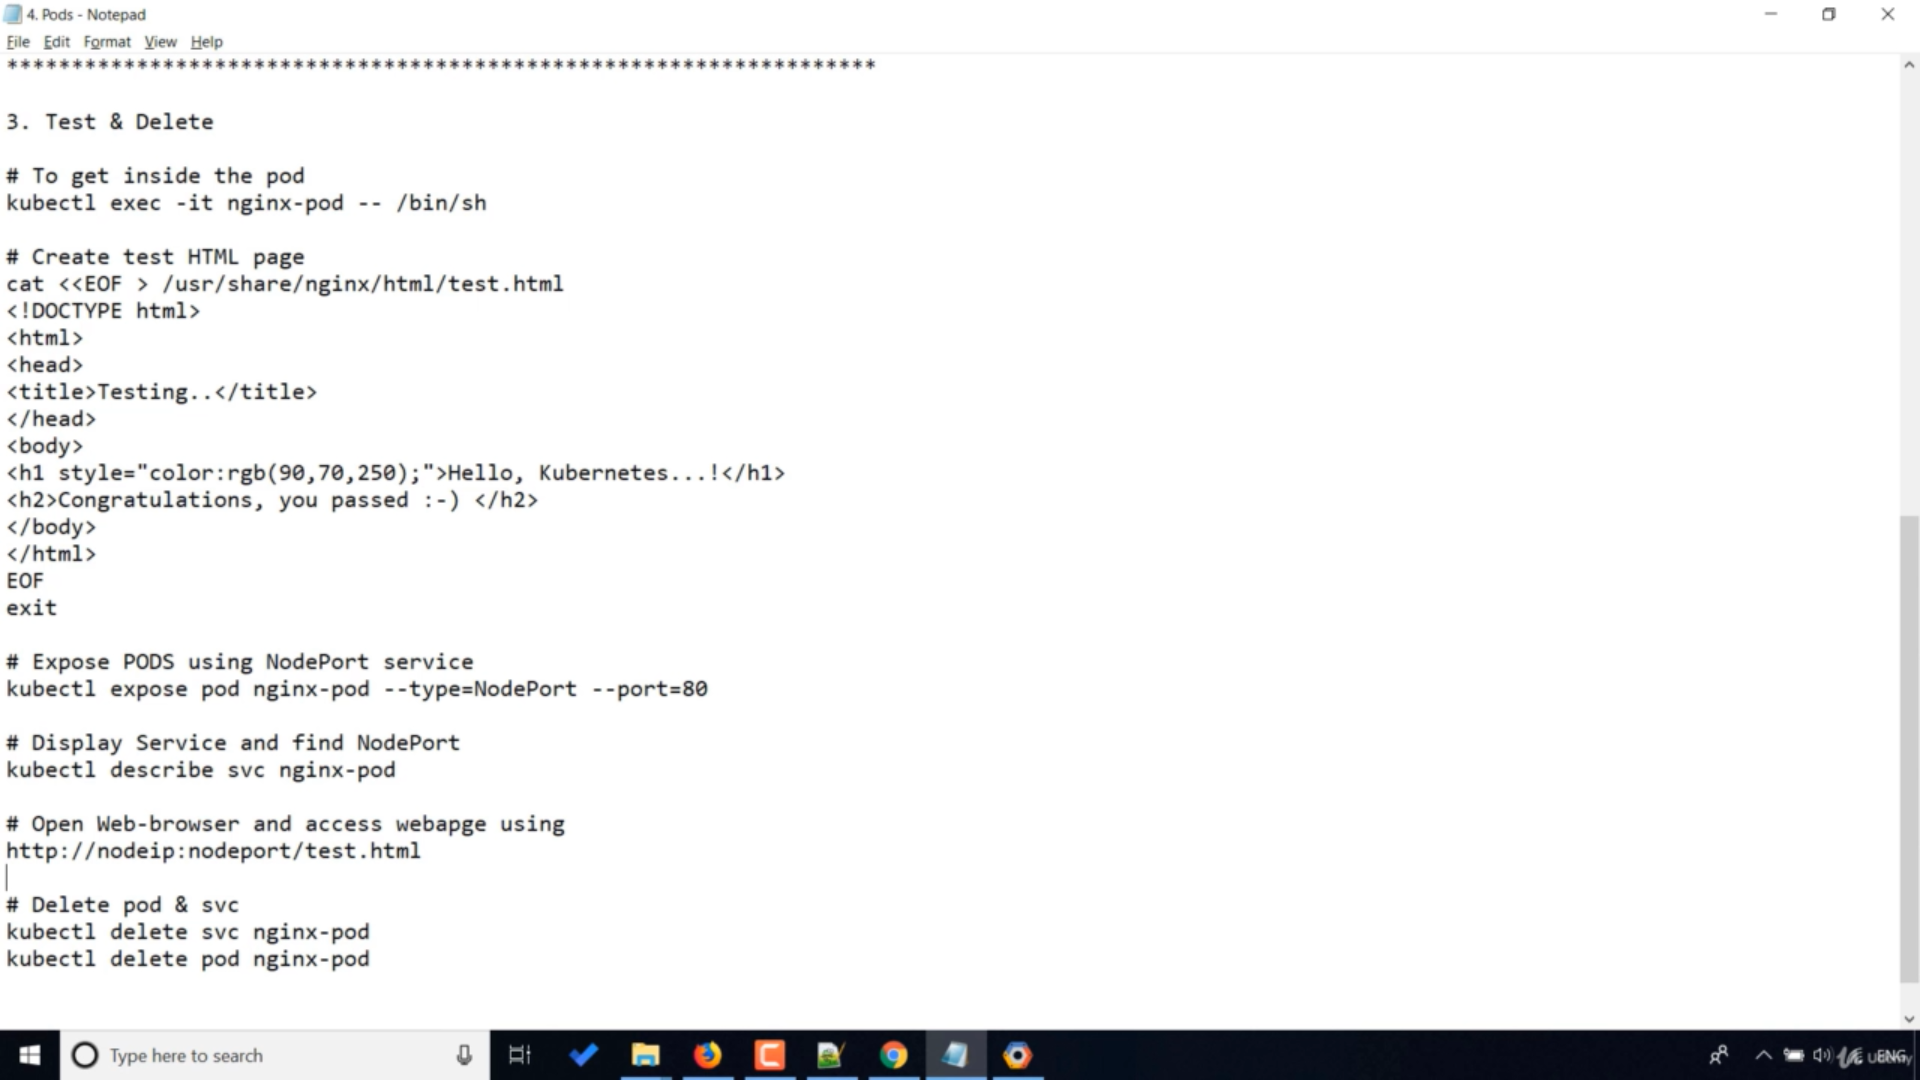 4. Pods - Notepad
File Edit Format View Help
*******************************************************************
3. Test & Delete
# To get inside the pod
kubectl exec -it nginx-pod -- /bin/sh
# Create test HTML page
cat <<EOF > /usr/share/nginx/html/test.html
<!DOCTYPE html>
<html>
<head>
<title>Testing..</title>
</head>
<body>
<h1 style="color:rgb(90,70,250);">Hello, Kubernetes...!</h1>
<h2>Congratulations, you passed :-) </h2>
</body>
</html>
EOF
exit
# Expose PODS using NodePort service
kubectl expose pod nginx-pod --type=NodePort --port=80
# Display Service and find NodePort
kubectl describe svc nginx-pod
# Open Web-browser and access webapge using
http://nodeip:nodeport/test.html
# Delete pod & svc
kubectl delete svc nginx-pod
kubectl delete pod nginx-pod
Type here to search
ENG